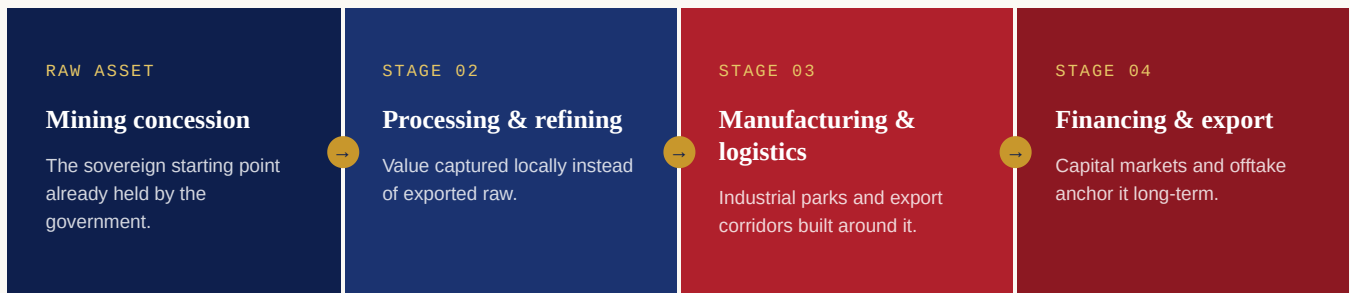 RAW ASSET
Mining concession
The sovereign starting point
already held by the
government.
→
STAGE 02
Processing & refining
Value captured locally instead
of exported raw.
→
STAGE 03
Manufacturing &
logistics
Industrial parks and export
corridors built around it.
→
STAGE 04
Financing & export
Capital markets and offtake
anchor it long-term.